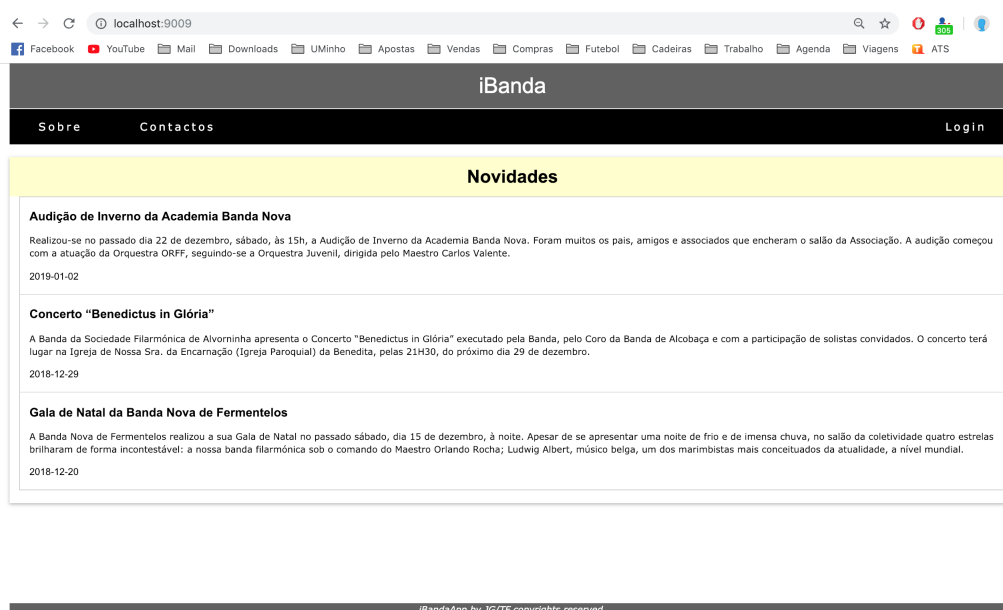 localhost:9009
305
Facebook YouTube Mail Downloads UMinho Apostas Vendas Compras Futebol Cadeiras Trabalho Agenda Viagens ATS
iBanda
Sobre Contactos Login
Novidades
Audição de Inverno da Academia Banda Nova
Realizou-se no passado dia 22 de dezembro, sábado, às 15h, a Audição de Inverno da Academia Banda Nova. Foram muitos os pais, amigos e associados que encheram o salão da Associação. A audição começou
com a atuação da Orquestra ORFF, seguindo-se a Orquestra Juvenil, dirigida pelo Maestro Carlos Valente.
2019-01-02
Concerto “Benedictus in Glória”
A Banda da Sociedade Filarmónica de Alvorninha apresenta o Concerto “Benedictus in Glória” executado pela Banda, pelo Coro da Banda de Alcobaça e com a participação de solistas convidados. O concerto terá
lugar na Igreja de Nossa Sra. da Encarnação (Igreja Paroquial) da Benedita, pelas 21H30, do próximo dia 29 de dezembro.
2018-12-29
Gala de Natal da Banda Nova de Fermentelos
A Banda Nova de Fermentelos realizou a sua Gala de Natal no passado sábado, dia 15 de dezembro, à noite. Apesar de se apresentar uma noite de frio e de imensa chuva, no salão da coletividade quatro estrelas
brilharam de forma incontestável: a nossa banda filarmónica sob o comando do Maestro Orlando Rocha; Ludwig Albert, músico belga, um dos marimbistas mais conceituados da atualidade, a nível mundial.
2018-12-20
iBandaApp by JG/TF copyrights reserved